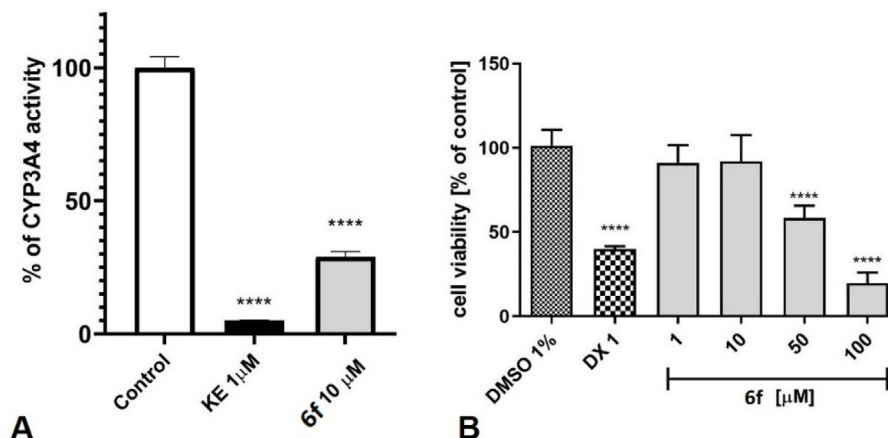 % of CYP3A4 activity
100
50
0
****
****
Control
KE 1μM
6f 10 μM
A
cell viability [% of control]
150
100
50
0
****
****
****
DMSO 1%
DX 1
1
10
50
100
6f [μM]
B